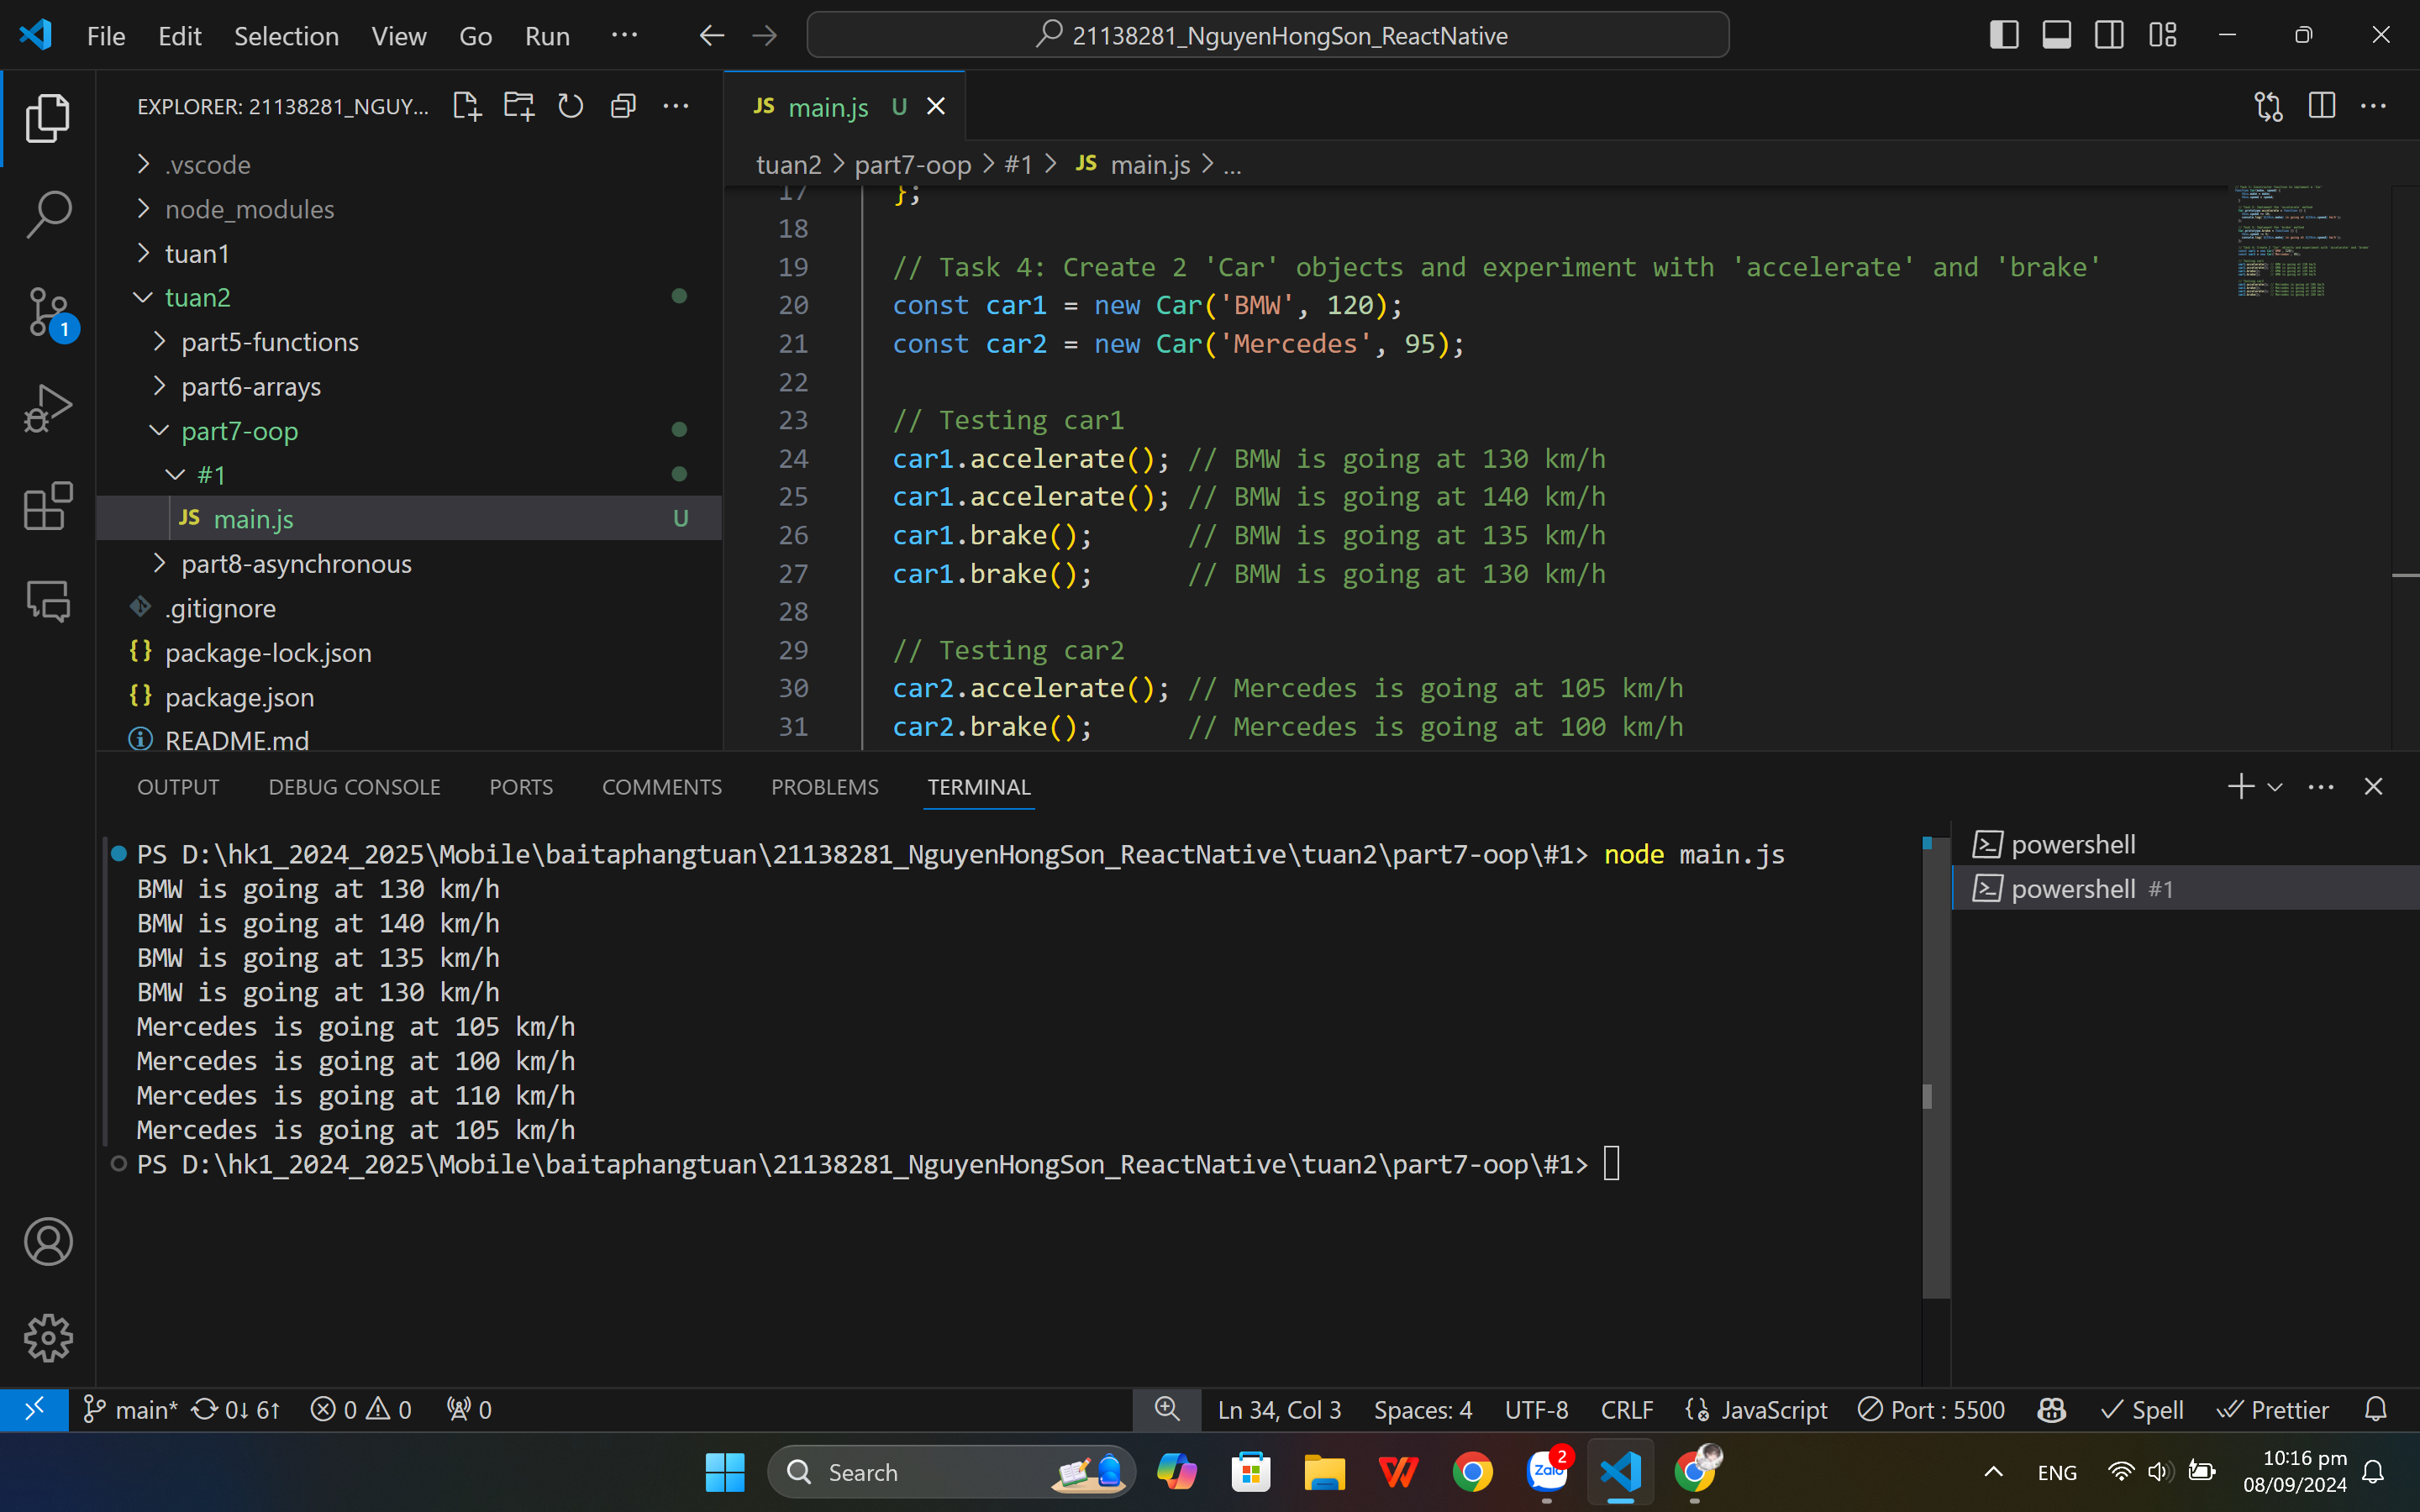 File Edit Selection View Go Run ··· 21138281_NguyenHongSon_ReactNative
EXPLORER: 21138281_NGUY...
.vscode
node_modules
tuan1
tuan2
part5-functions
part6-arrays
part7-oop
#1
JS main.js U
part8-asynchronous
.gitignore
{} package-lock.json
{} package.json
README.md
1
JS main.js U
tuan2 > part7-oop > #1 > JS main.js > ...
17 };
18
19 // Task 4: Create 2 'Car' objects and experiment with 'accelerate' and 'brake'
20 const car1 = new Car('BMW', 120);
21 const car2 = new Car('Mercedes', 95);
22
23 // Testing car1
24 car1.accelerate(); // BMW is going at 130 km/h
25 car1.accelerate(); // BMW is going at 140 km/h
26 car1.brake(); // BMW is going at 135 km/h
27 car1.brake(); // BMW is going at 130 km/h
28
29 // Testing car2
30 car2.accelerate(); // Mercedes is going at 105 km/h
31 car2.brake(); // Mercedes is going at 100 km/h
OUTPUT DEBUG CONSOLE PORTS COMMENTS PROBLEMS TERMINAL
PS D:\hk1_2024_2025\Mobile\baitaphangtuan\21138281_NguyenHongSon_ReactNative\tuan2\part7-oop\#1> node main.js
BMW is going at 130 km/h
BMW is going at 140 km/h
BMW is going at 135 km/h
BMW is going at 130 km/h
Mercedes is going at 105 km/h
Mercedes is going at 100 km/h
Mercedes is going at 110 km/h
Mercedes is going at 105 km/h
PS D:\hk1_2024_2025\Mobile\baitaphangtuan\21138281_NguyenHongSon_ReactNative\tuan2\part7-oop\#1>
powershell
powershell #1
main* 0↓ 6↑ 0 0 0 Ln 34, Col 3 Spaces: 4 UTF-8 CRLF JavaScript Port : 5500 Spell Prettier
Search Zalo 2 ENG 10:16 pm
08/09/2024